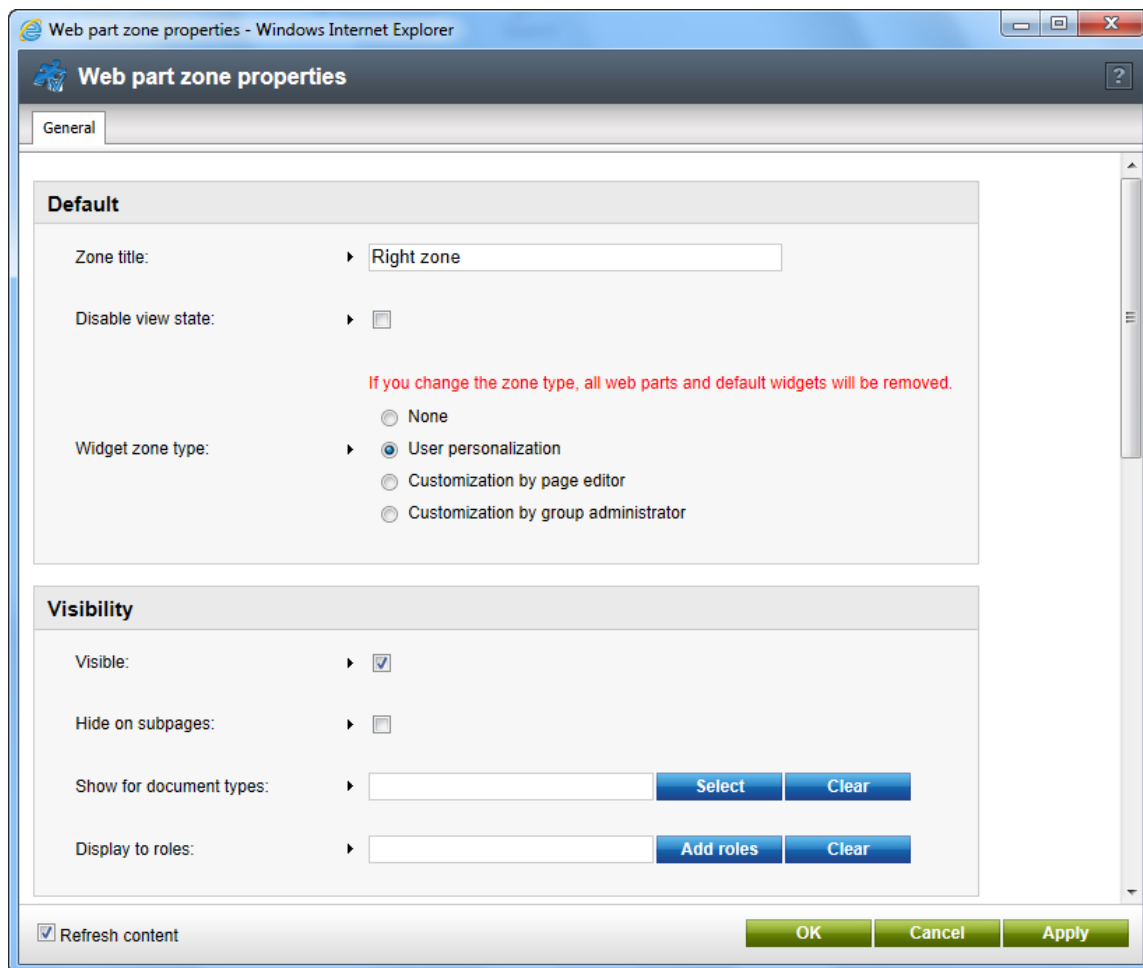 Web part zone properties - Windows Internet Explorer
Web part zone properties
?
General
Default
Zone title: Right zone
Disable view state:
If you change the zone type, all web parts and default widgets will be removed.
None
Widget zone type: User personalization
Customization by page editor
Customization by group administrator
Visibility
Visible:
Hide on subpages:
Show for document types: Select Clear
Display to roles: Add roles Clear
Refresh content OK Cancel Apply